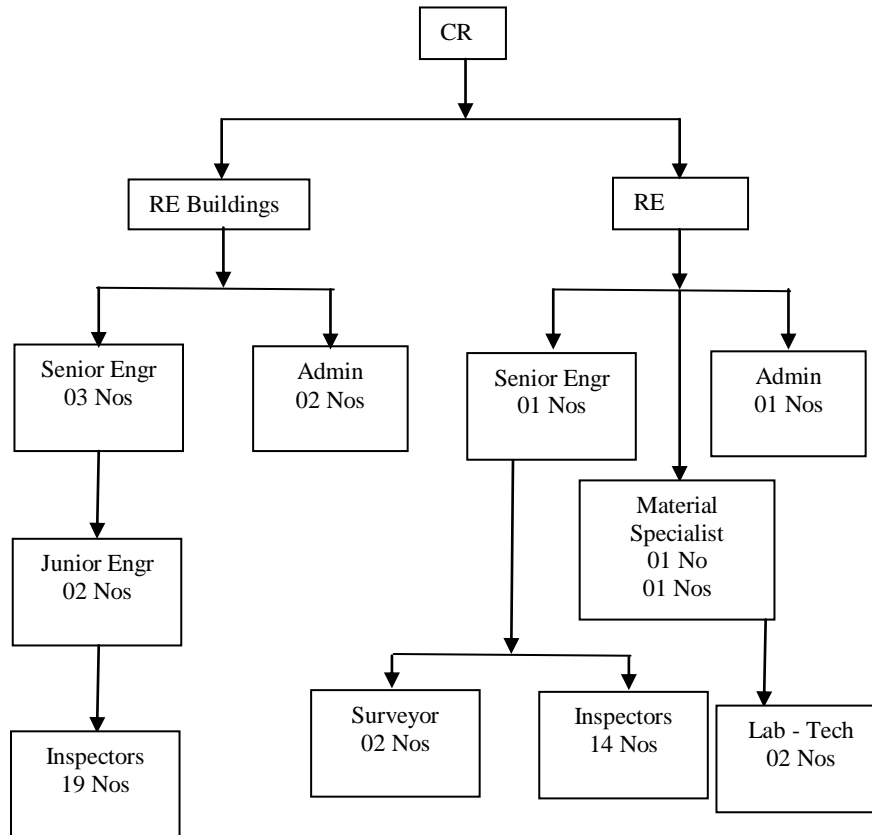 CR
RE Buildings
RE
Senior Engr
03 Nos
Admin
02 Nos
Senior Engr
01 Nos
Admin
01 Nos
Material
Specialist
01 No
01 Nos
Junior Engr
02 Nos
Surveyor
02 Nos
Inspectors
14 Nos
Lab - Tech
02 Nos
Inspectors
19 Nos